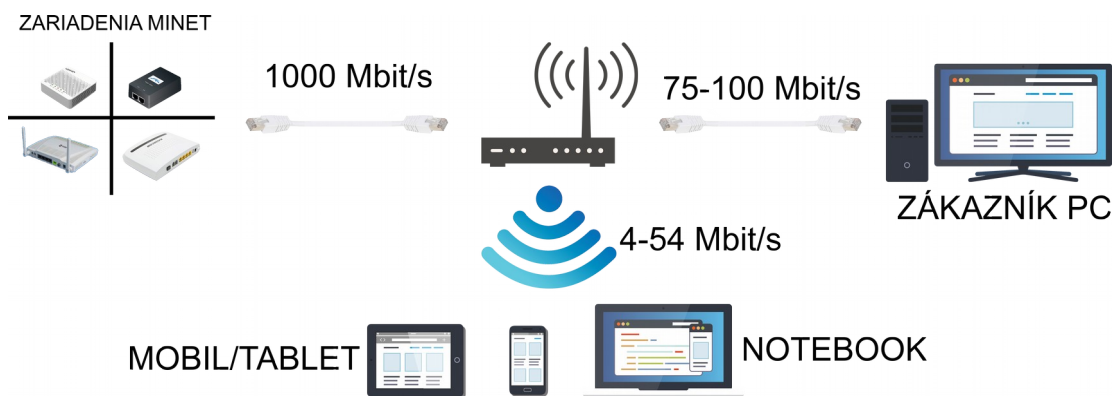 ZARIADENIA MINET
1000 Mbit/s
75-100 Mbit/s
ZÁKAZNÍK PC
4-54 Mbit/s
MOBIL/TABLET
NOTEBOOK